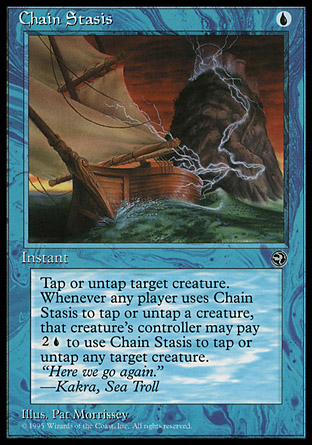 Chain Stasis
Instant
Tap or untap target creature.
Whenever any player uses Chain
Stasis to tap or untap a creature,
that creature's controller may pay
2 to use Chain Stasis to tap or
untap any target creature.
“Here we go again.”
—Kakra, Sea Troll
Illus. Pat Morrissey
© 1995 Wizards of the Coast, Inc. All rights reserved.